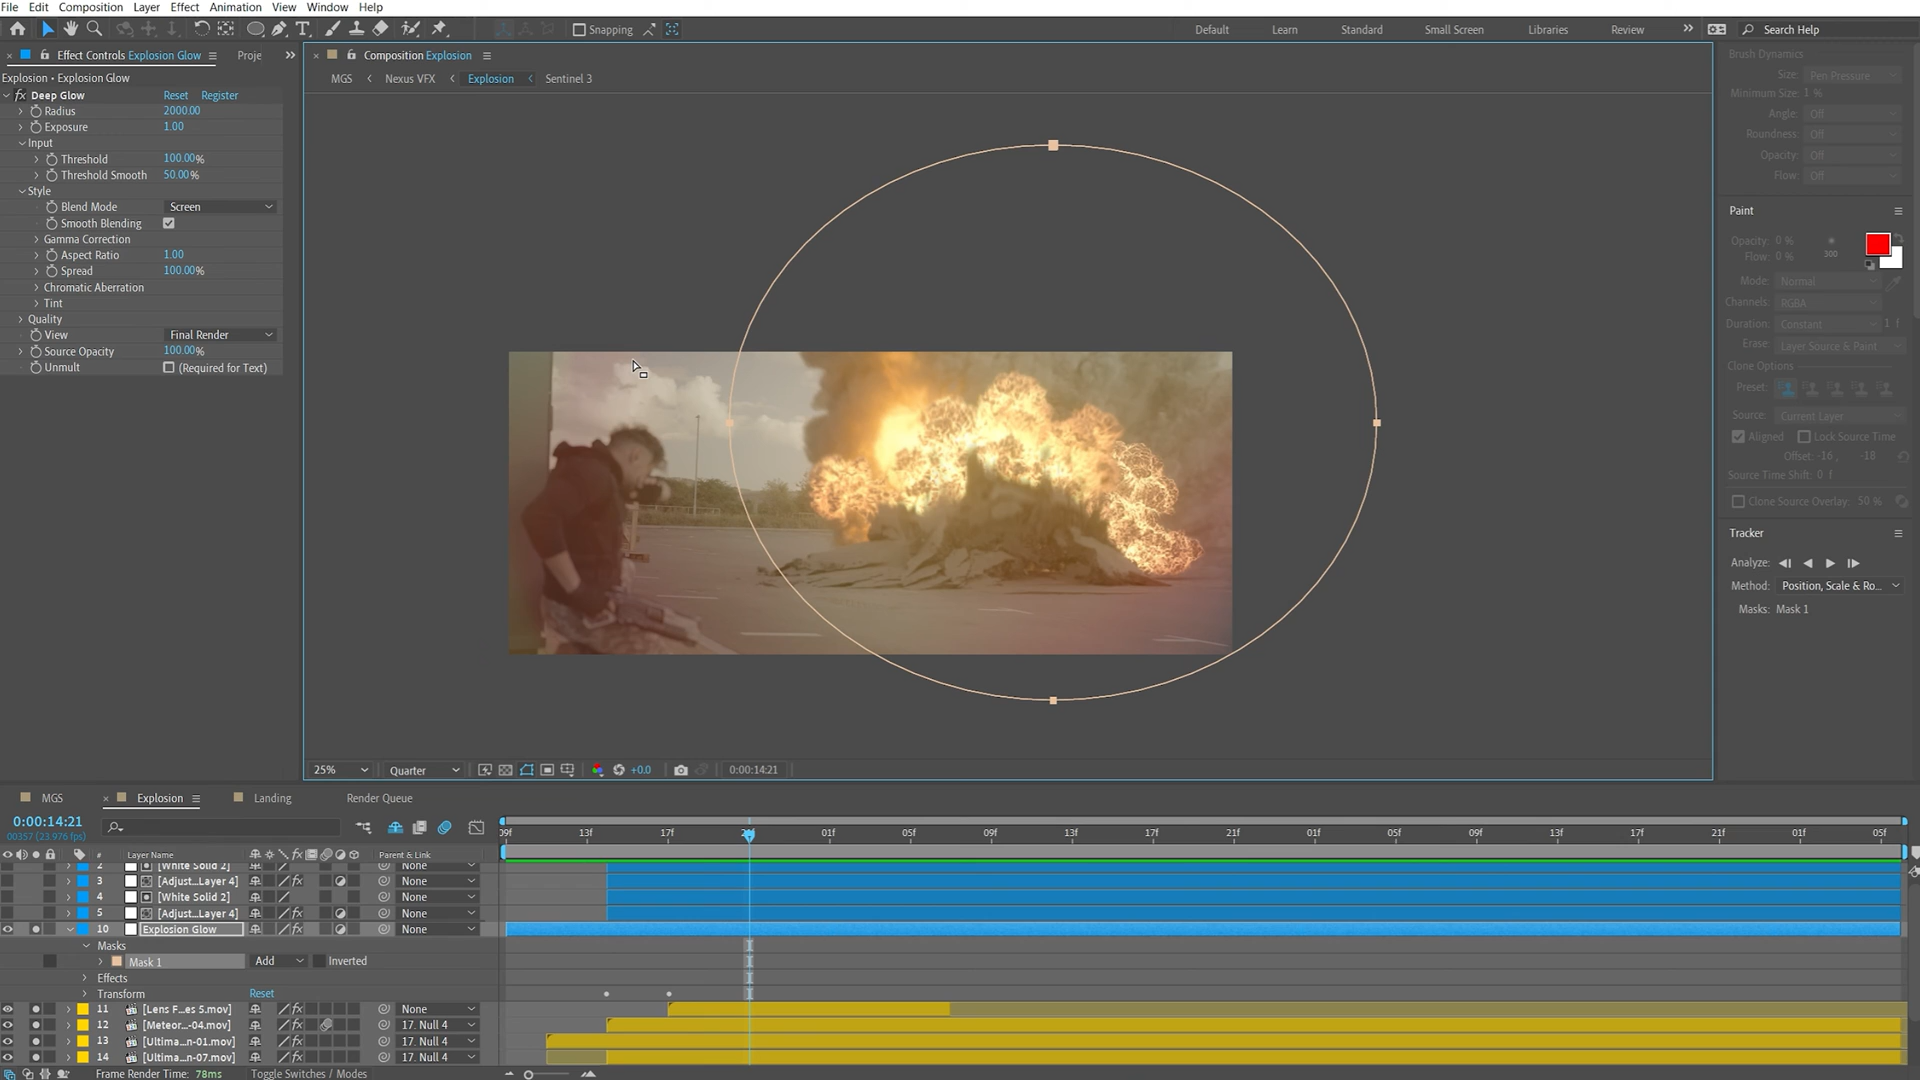 File Edit Composition Layer Effect Animation View Window Help
Snapping
Default Learn Standard Small Screen Libraries Review Search Help
Effect Controls Explosion Glow Proje
Composition Explosion
Explosion • Explosion Glow
MGS Nexus VFX Explosion Sentinel 3
Deep Glow Reset Register
Radius 2000.00
Exposure 1.00
Input
Threshold 100.00%
Threshold Smooth 50.00%
Style
Blend Mode Screen
Smooth Blending
Gamma Correction
Aspect Ratio 1.00
Spread 100.00%
Chromatic Aberration
Tint
Quality
View Final Render
Source Opacity 100.00%
Unmult (Required for Text)
Brush Dynamics
Size: Pen Pressure
Minimum Size: 1 %
Angle: Off
Roundness: Off
Opacity: Off
Flow: Off
Paint
Opacity: 0 %
Flow: 0 %
300
Mode: Normal
Channels: RGBA
Duration: Constant 1 f
Erase: Layer Source & Paint
Clone Options
Preset:
Source: Current Layer
Aligned Lock Source Time
Offset: -16 , -18
Source Time Shift: 0 f
Clone Source Overlay: 50 %
Tracker
Analyze:
Method: Position, Scale & Ro...
Masks: Mask 1
25% Quarter +0.0 0:00:14:21
MGS Explosion Landing Render Queue
0:00:14:21
00357 (23.976 fps)
09f 13f 17f 01f 05f 09f 13f 17f 21f 01f 05f 09f 13f 17f 21f 01f 05f
# Layer Name Parent & Link
2 [White Solid 2] None
3 [Adjust...Layer 4] None
4 [White Solid 2] None
5 [Adjust...Layer 4] None
10 Explosion Glow None
Masks
Mask 1 Add Inverted
Effects
Transform Reset
11 [Lens F...es 5.mov] None
12 [Meteor...-04.mov] 17. Null 4
13 [Ultima...n-01.mov] 17. Null 4
14 [Ultima...n-07.mov] 17. Null 4
Frame Render Time: 78ms Toggle Switches / Modes